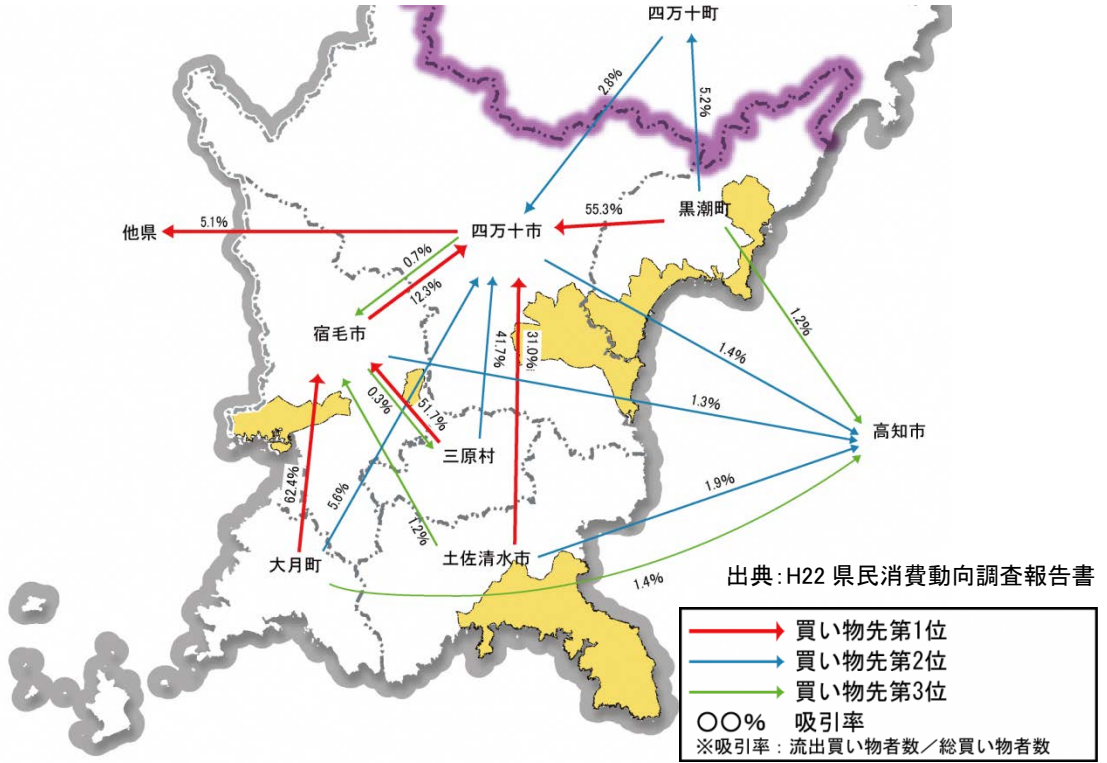 四万十町
2.8%
5.2%
黒潮町
55.3%
他県
5.1%
四万十市
0.7%
12.3%
1.2%
宿毛市
41.7%
31.0%
1.4%
1.3%
高知市
0.3%
51.7%
三原村
62.4%
5.6%
1.2%
1.9%
大月町
土佐清水市
1.4%
出典：H22 県民消費動向調査報告書
買い物先第1位
買い物先第2位
買い物先第3位
〇〇% 吸引率
※吸引率：流出買い物者数／総買い物者数